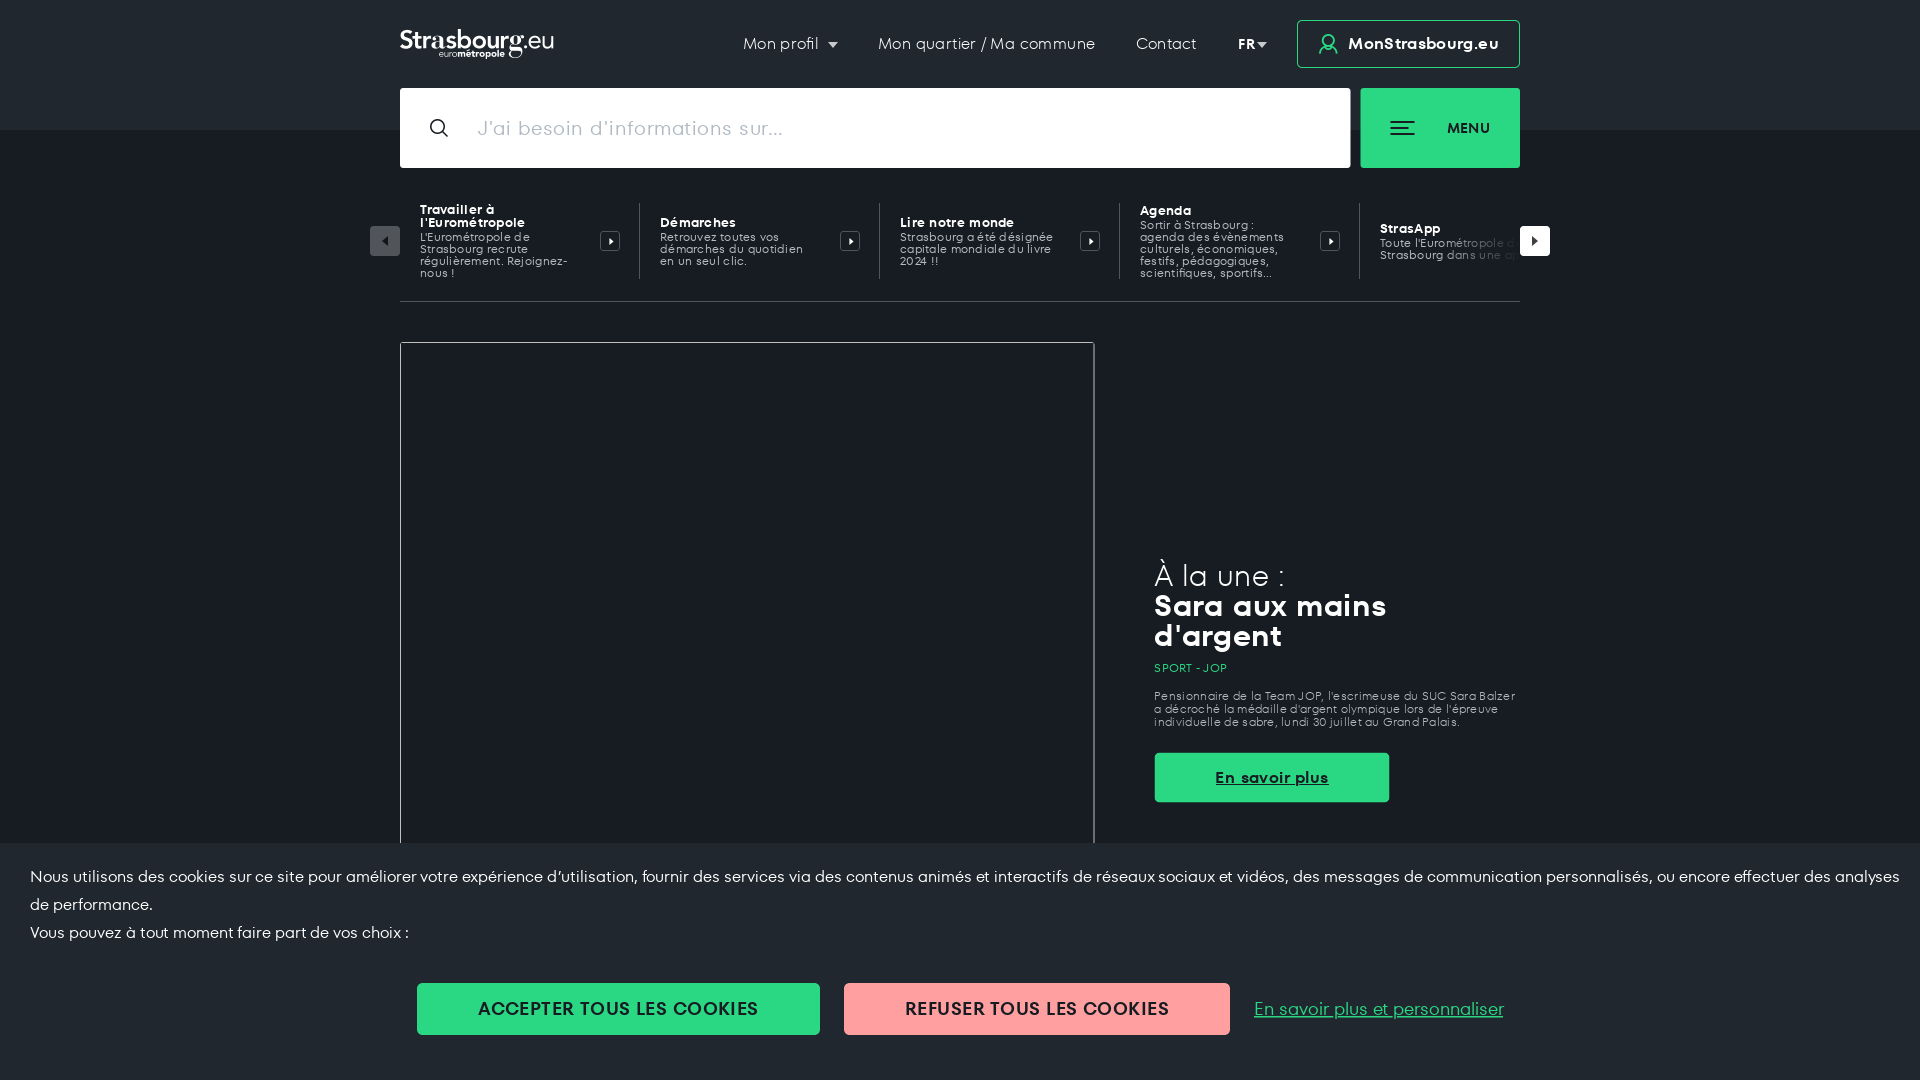 Strasbourg.eu
eurométropole
Mon profil
Mon quartier / Ma commune
Contact
FR
MonStrasbourg.eu
J'ai besoin d'informations sur...
MENU
Travailler à
l'Eurométropole
L'Eurométropole de
Strasbourg recrute
régulièrement. Rejoignez-
nous !
Démarches
Retrouvez toutes vos
démarches du quotidien
en un seul clic.
Lire notre monde
Strasbourg a été désignée
capitale mondiale du livre
2024 !!
Agenda
Sortir à Strasbourg :
agenda des évènements
culturels, économiques,
festifs, pédagogiques,
scientifiques, sportifs...
StrasApp
Toute l'Eurométropole
Strasbourg dans une
À la une :
Sara aux mains
d'argent
SPORT - JOP
Pensionnaire de la Team JOP, l'escrimeuse du SUC Sara Balzer
a décroché la médaille d'argent olympique lors de l'épreuve
individuelle de sabre, lundi 30 juillet au Grand Palais.
En savoir plus
Nous utilisons des cookies sur ce site pour améliorer votre expérience d’utilisation, fournir des services via des contenus animés et interactifs de réseaux sociaux et vidéos, des messages de communication personnalisés, ou encore effectuer des analyses
de performance.
Vous pouvez à tout moment faire part de vos choix :
ACCEPTER TOUS LES COOKIES
REFUSER TOUS LES COOKIES
En savoir plus et personnaliser